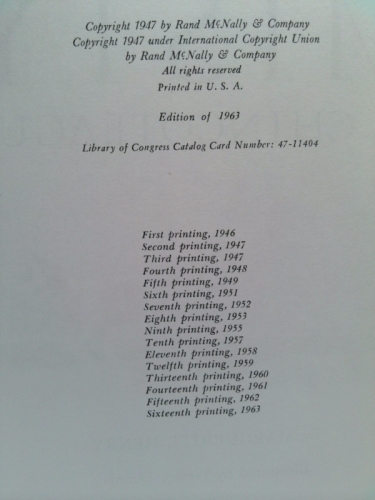 Copyright 1947 by Rand McNally & Company
Copyright 1947 under International Copyright Union
by Rand McNally & Company
All rights reserved
Printed in U. S. A.
Edition of 1963
Library of Congress Catalog Card Number: 47-11404
First printing, 1946
Second printing, 1947
Third printing, 1947
Fourth printing, 1948
Fifth printing, 1949
Sixth printing, 1951
Seventh printing, 1952
Eighth printing, 1953
Ninth printing, 1955
Tenth printing, 1957
Eleventh printing, 1958
Twelfth printing, 1959
Thirteenth printing, 1960
Fourteenth printing, 1961
Fifteenth printing, 1962
Sixteenth printing, 1963